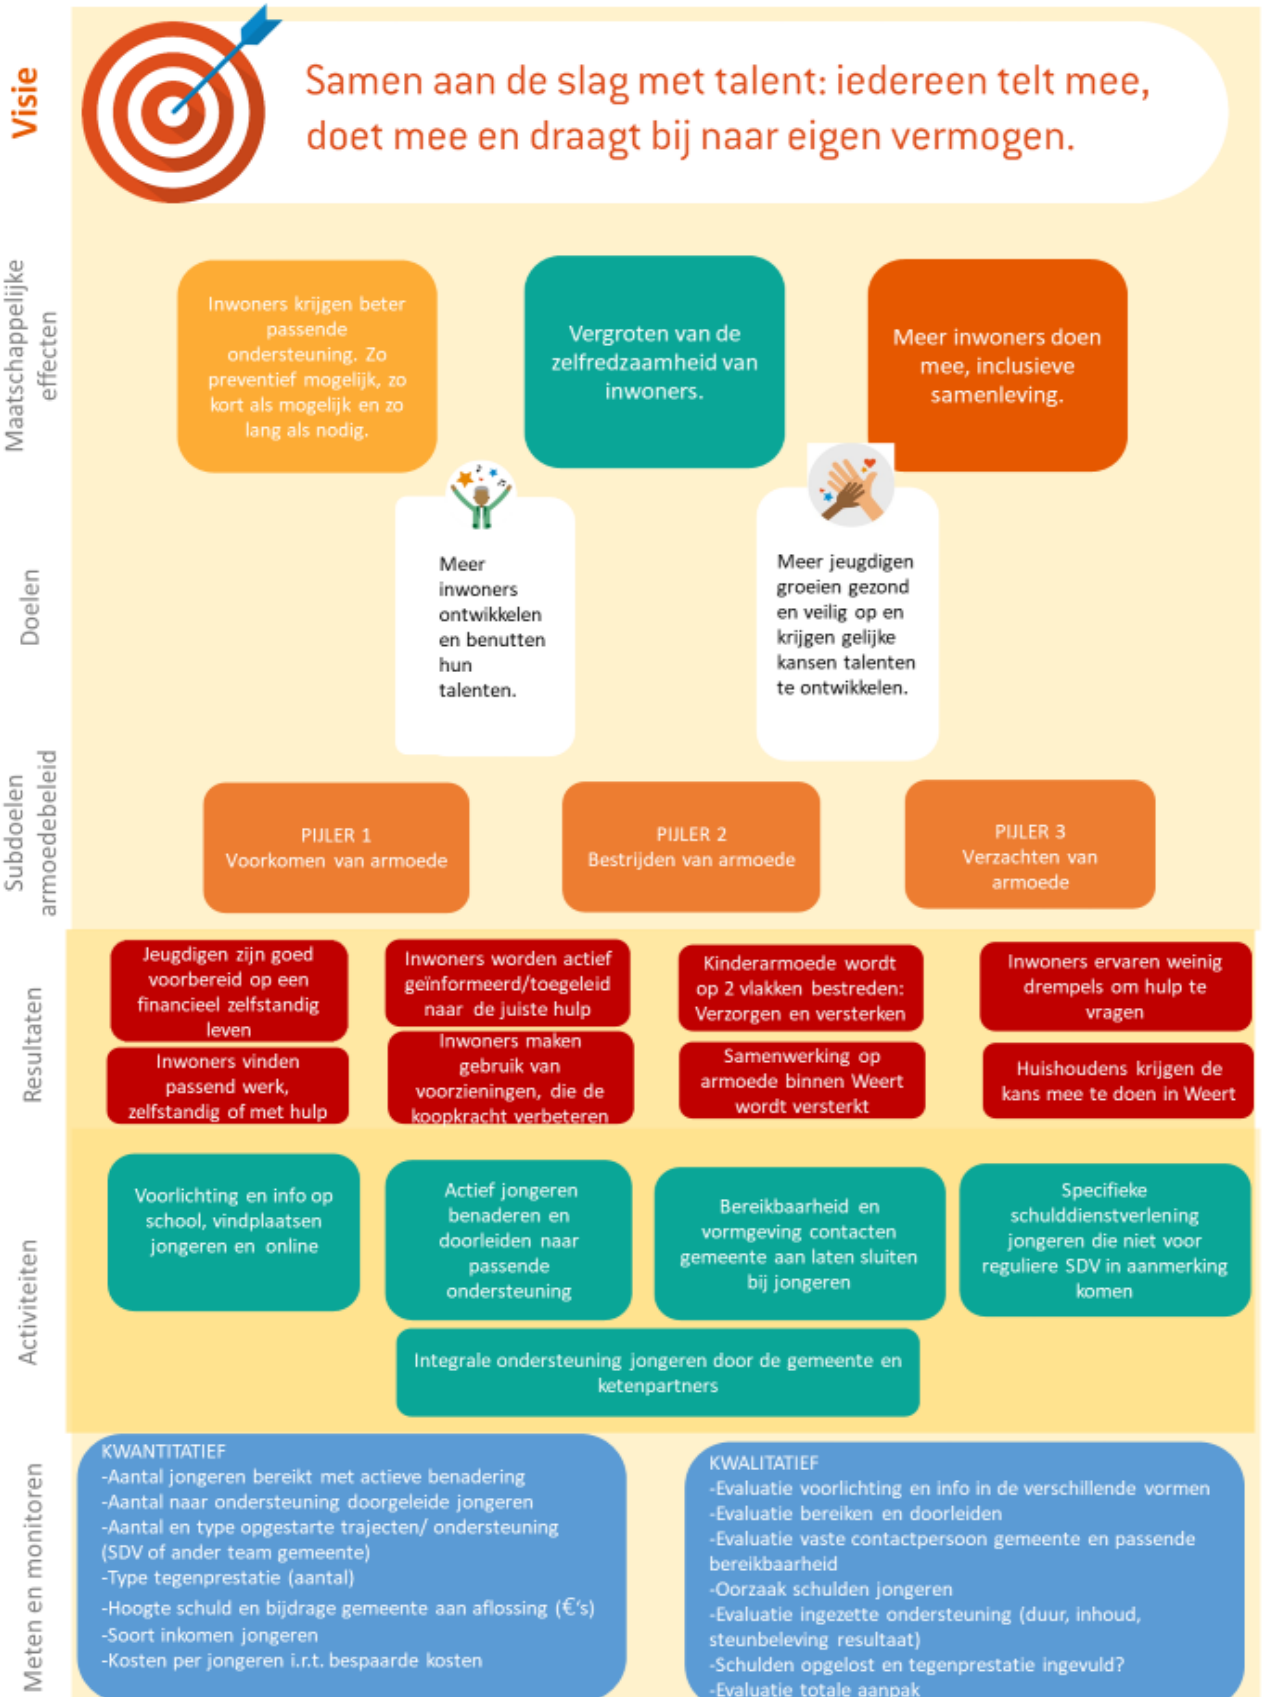 Visie
Samen aan de slag met talent: iedereen telt mee,
doet mee en draagt bij naar eigen vermogen.
Maatschappelijke
effecten
Inwoners krijgen beter
passende
ondersteuning. Zo
preventief mogelijk, zo
kort als mogelijk en zo
lang als nodig.
Vergroten van de
zelfredzaamheid van
inwoners.
Meer inwoners doen
mee, inclusieve
samenleving.
Doelen
Meer
inwoners
ontwikkelen
en benutten
hun
talenten.
Meer jeugdigen
groeien gezond
en veilig op en
krijgen gelijke
kansen talenten
te ontwikkelen.
Subdoelen
armoedebeleid
PIJLER 1
Voorkomen van armoede
PIJLER 2
Bestrijden van armoede
PIJLER 3
Verzachten van
armoede
Resultaten
Jeugdigen zijn goed
voorbereid op een
financieel zelfstandig
leven
Inwoners worden actief
geïnformeerd/toegeleid
naar de juiste hulp
Kinderarmoede wordt
op 2 vlakken bestreden:
Verzorgen en versterken
Inwoners ervaren weinig
drempels om hulp te
vragen
Inwoners vinden
passend werk,
zelfstandig of met hulp
Inwoners maken
gebruik van
voorzieningen, die de
koopkracht verbeteren
Samenwerking op
armoede binnen Weert
wordt versterkt
Huishoudens krijgen de
kans mee te doen in Weert
Activiteiten
Voorlichting en info op
school, vindplaatsen
jongeren en online
Actief jongeren
benaderen en
doorleiden naar
passende
ondersteuning
Bereikbaarheid en
vormgeving contacten
gemeente aan laten sluiten
bij jongeren
Specifieke
schulddienstverlening
jongeren die niet voor
reguliere SDV in aanmerking
komen
Integrale ondersteuning jongeren door de gemeente en
ketenpartners
Meten en monitoren
KWANTITATIEF
-Aantal jongeren bereikt met actieve benadering
-Aantal naar ondersteuning doorgeleide jongeren
-Aantal en type opgestarte trajecten/ ondersteuning
(SDV of ander team gemeente)
-Type tegenprestatie (aantal)
-Hoogte schuld en bijdrage gemeente aan aflossing (€'s)
-Soort inkomen jongeren
-Kosten per jongeren i.r.t. bespaarde kosten
KWALITATIEF
-Evaluatie voorlichting en info in de verschillende vormen
-Evaluatie bereiken en doorleiden
-Evaluatie vaste contactpersoon gemeente en passende
bereikbaarheid
-Oorzaak schulden jongeren
-Evaluatie ingezette ondersteuning (duur, inhoud,
steunbeleving resultaat)
-Schulden opgelost en tegenprestatie ingevuld?
-Evaluatie totale aanpak